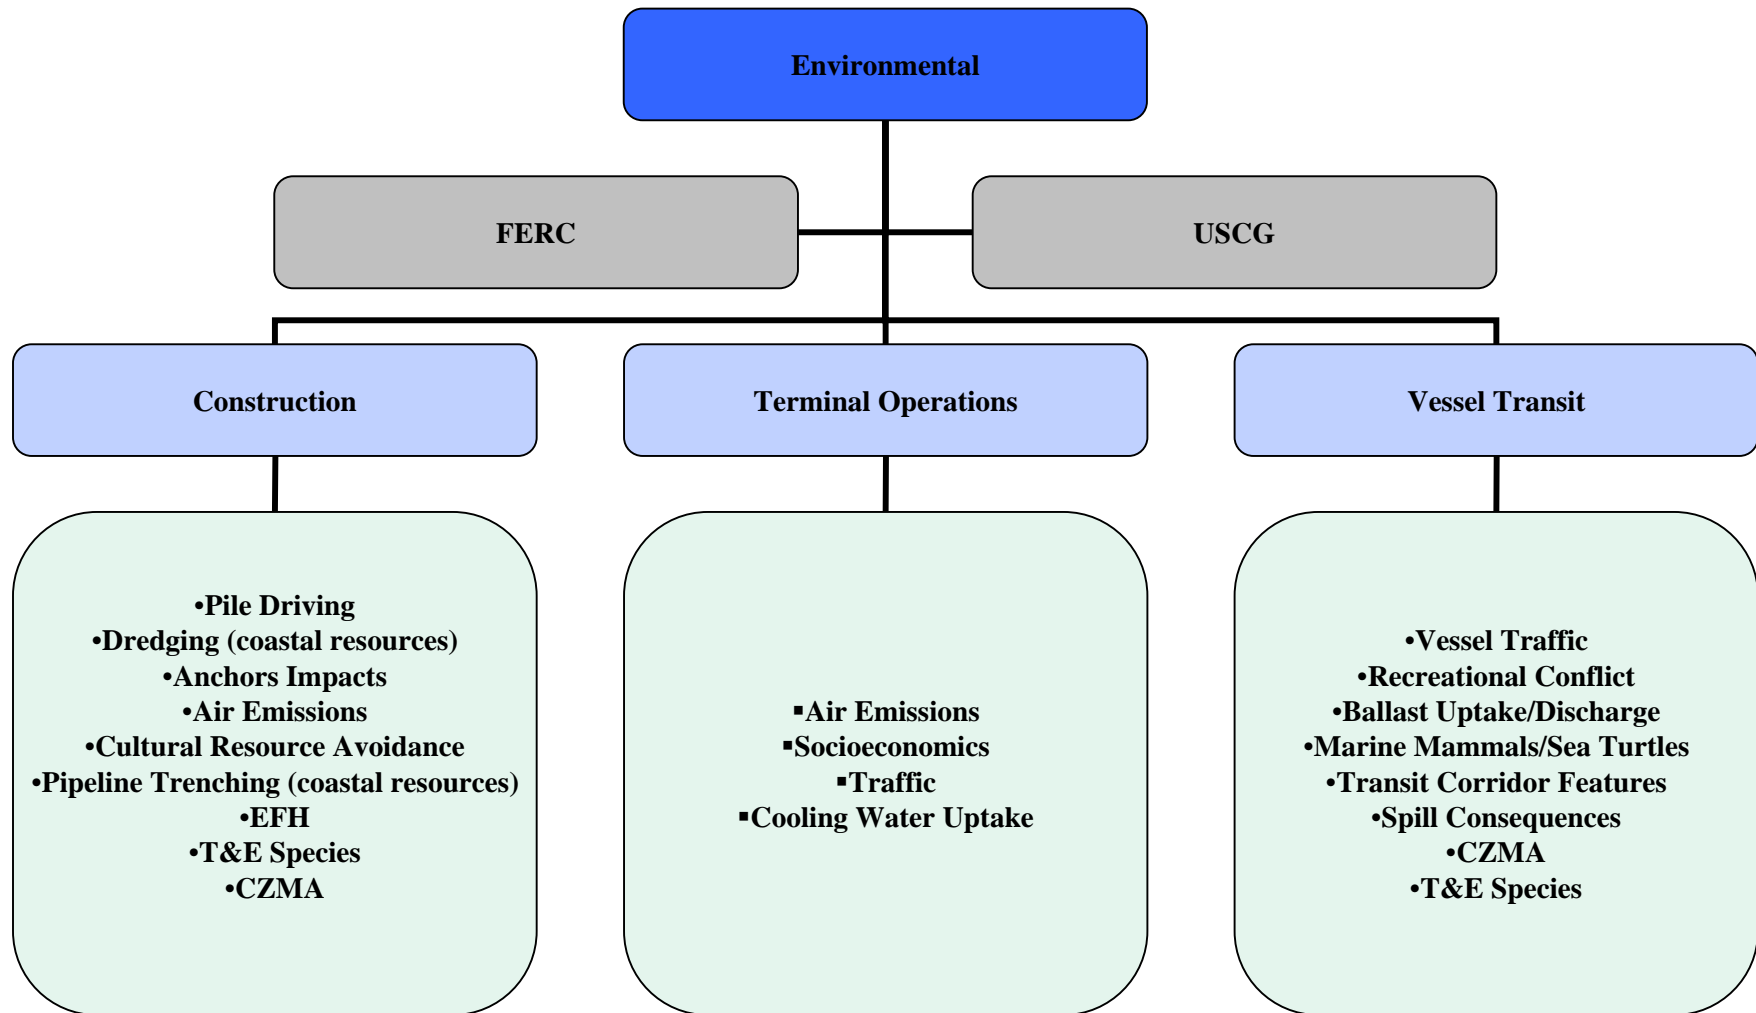 Environmental
FERC
USCG
Construction
Terminal Operations
Vessel Transit
•Pile Driving
•Dredging (coastal resources)
•Anchors Impacts
•Air Emissions
•Cultural Resource Avoidance
•Pipeline Trenching (coastal resources)
•EFH
•T&E Species
•CZMA
▪Air Emissions
▪Socioeconomics
▪Traffic
▪Cooling Water Uptake
•Vessel Traffic
•Recreational Conflict
•Ballast Uptake/Discharge
•Marine Mammals/Sea Turtles
•Transit Corridor Features
•Spill Consequences
•CZMA
•T&E Species